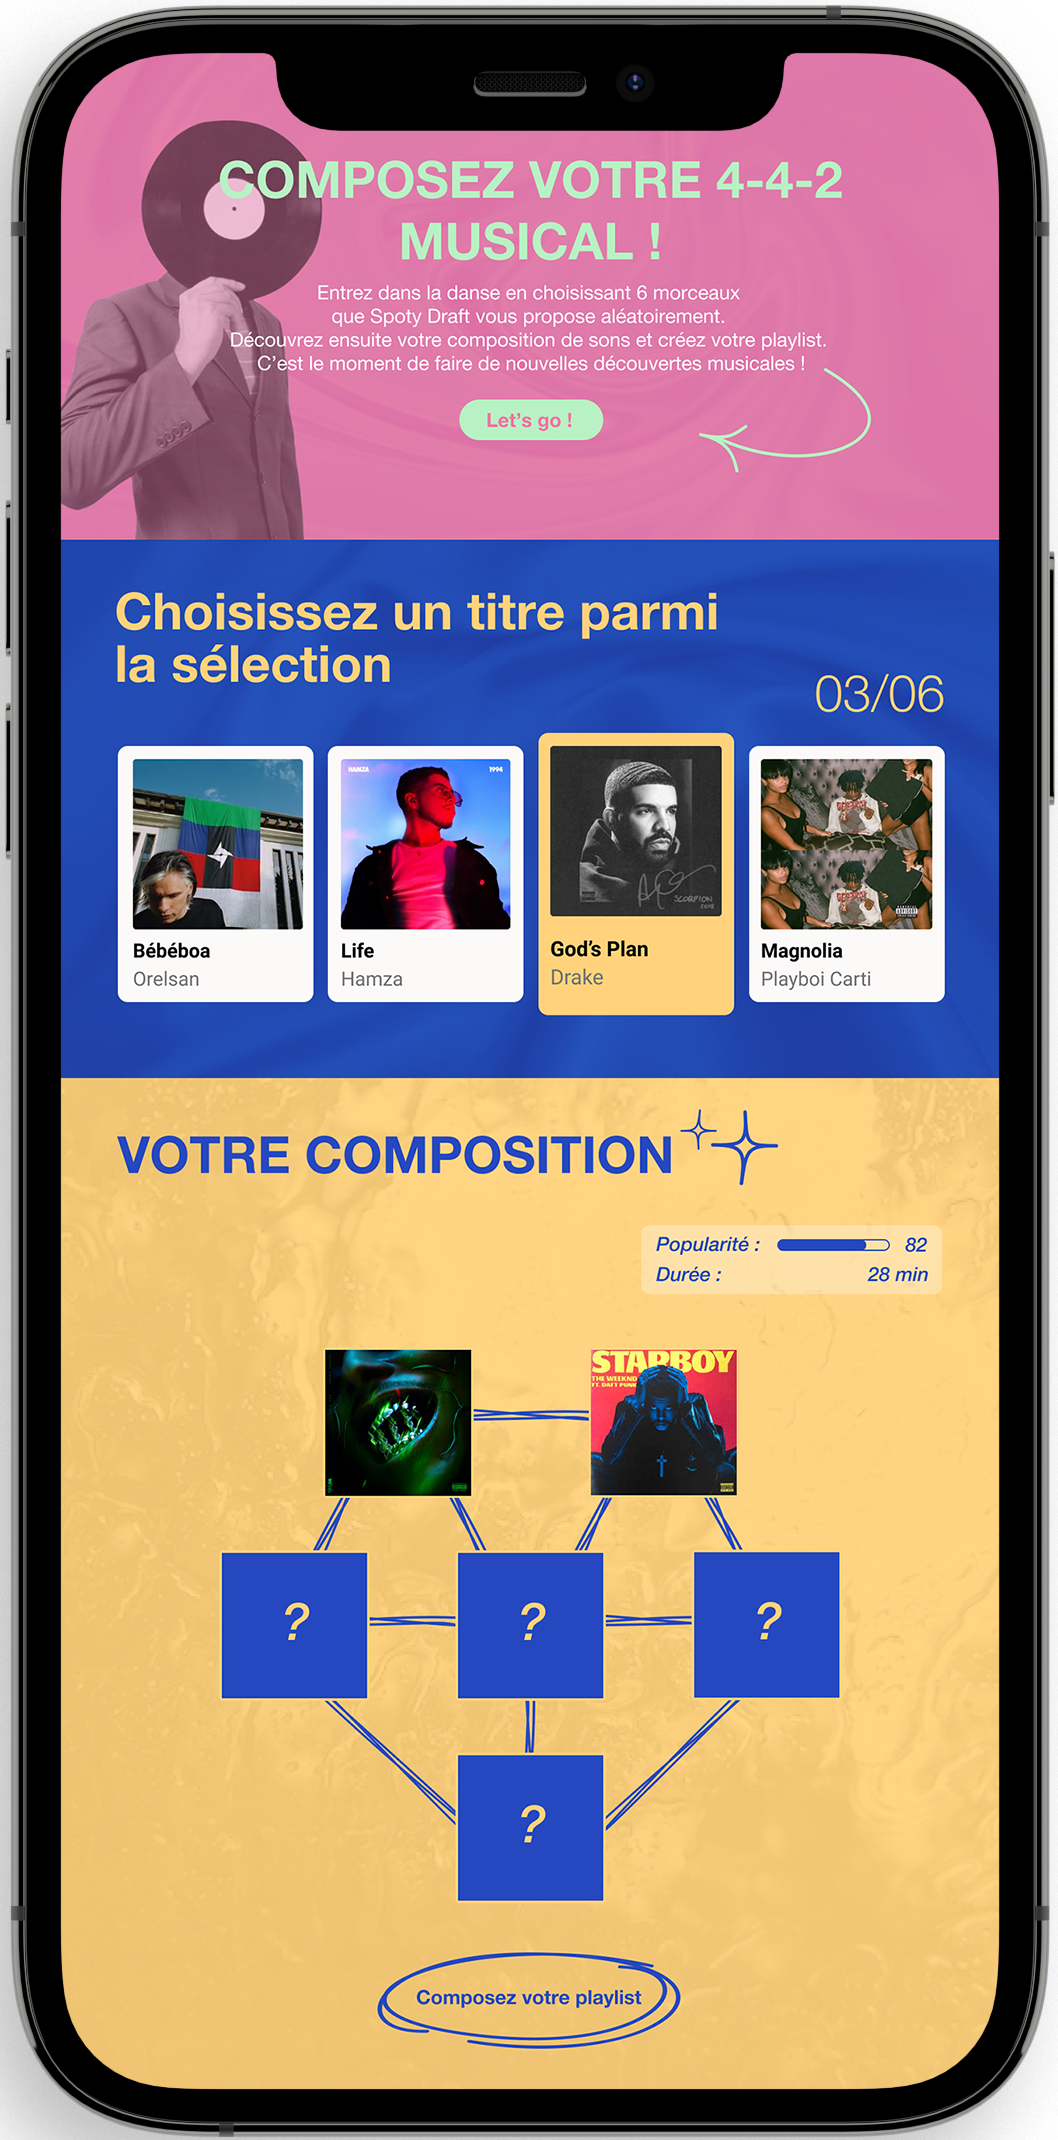 COMPOSEZ VOTRE 4-4-2
MUSICAL !
Entrez dans la danse en choisissant 6 morceaux
que Spoty Draft vous propose aléatoirement.
Découvrez ensuite votre composition de sons et créez votre playlist.
C’est le moment de faire de nouvelles découvertes musicales !
Let’s go !
Choisissez un titre parmi
la sélection
03/06
HAMZA 1994
SCORPION
2018
Bébéboa
Orelsan
Life
Hamza
God’s Plan
Drake
Magnolia
Playboi Carti
VOTRE COMPOSITION
Popularité : 82
Durée : 28 min
STARBOY
THE WEEKND
FT. DAFT PUNK
?
?
?
?
Composez votre playlist